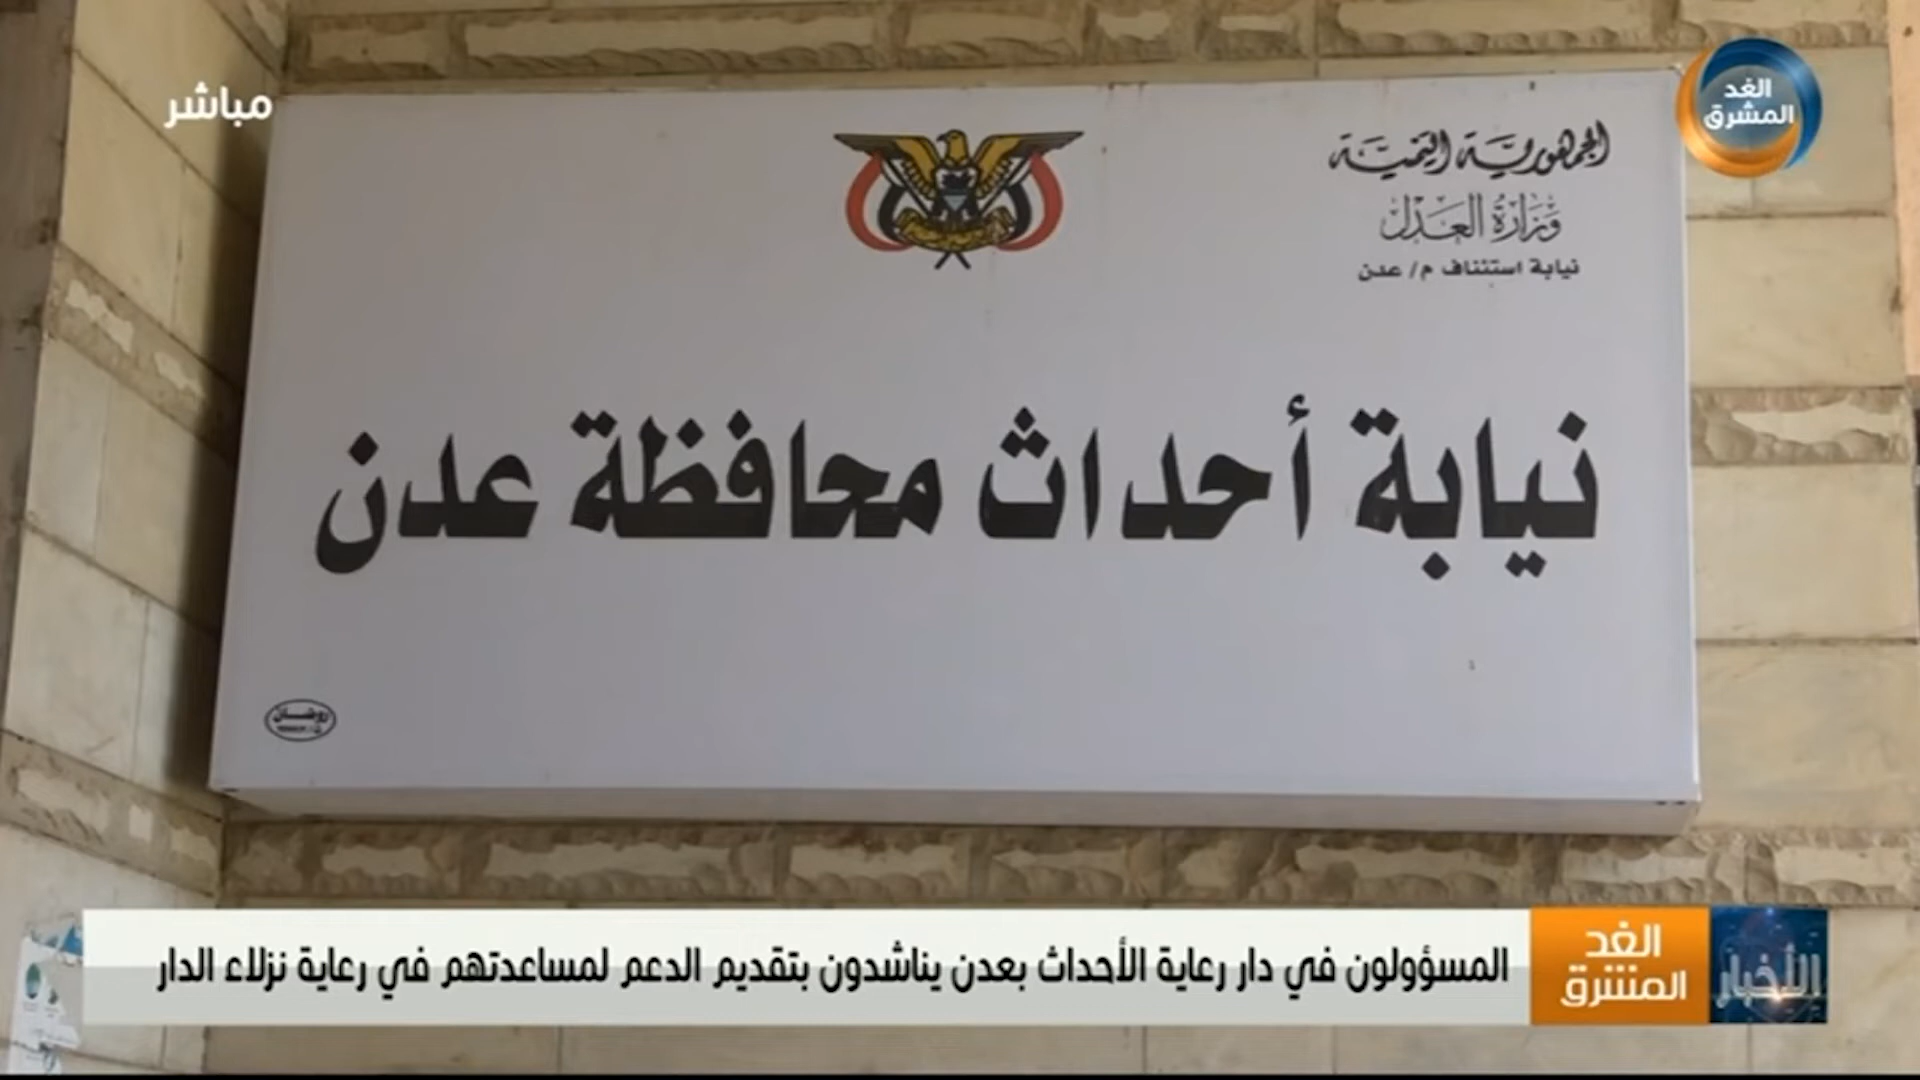 مباشر
الغد
المشرق
الجمهورية اليمنية
وزارة العدل
نيابة استئناف م/ عدن
نيابة أحداث محافظة عدن
روضان
المسؤولون في دار رعاية الأحداث بعدن يناشدون بتقديم الدعم لمساعدتهم في رعاية نزلاء الدار
الغد
المشرق
الأخبار